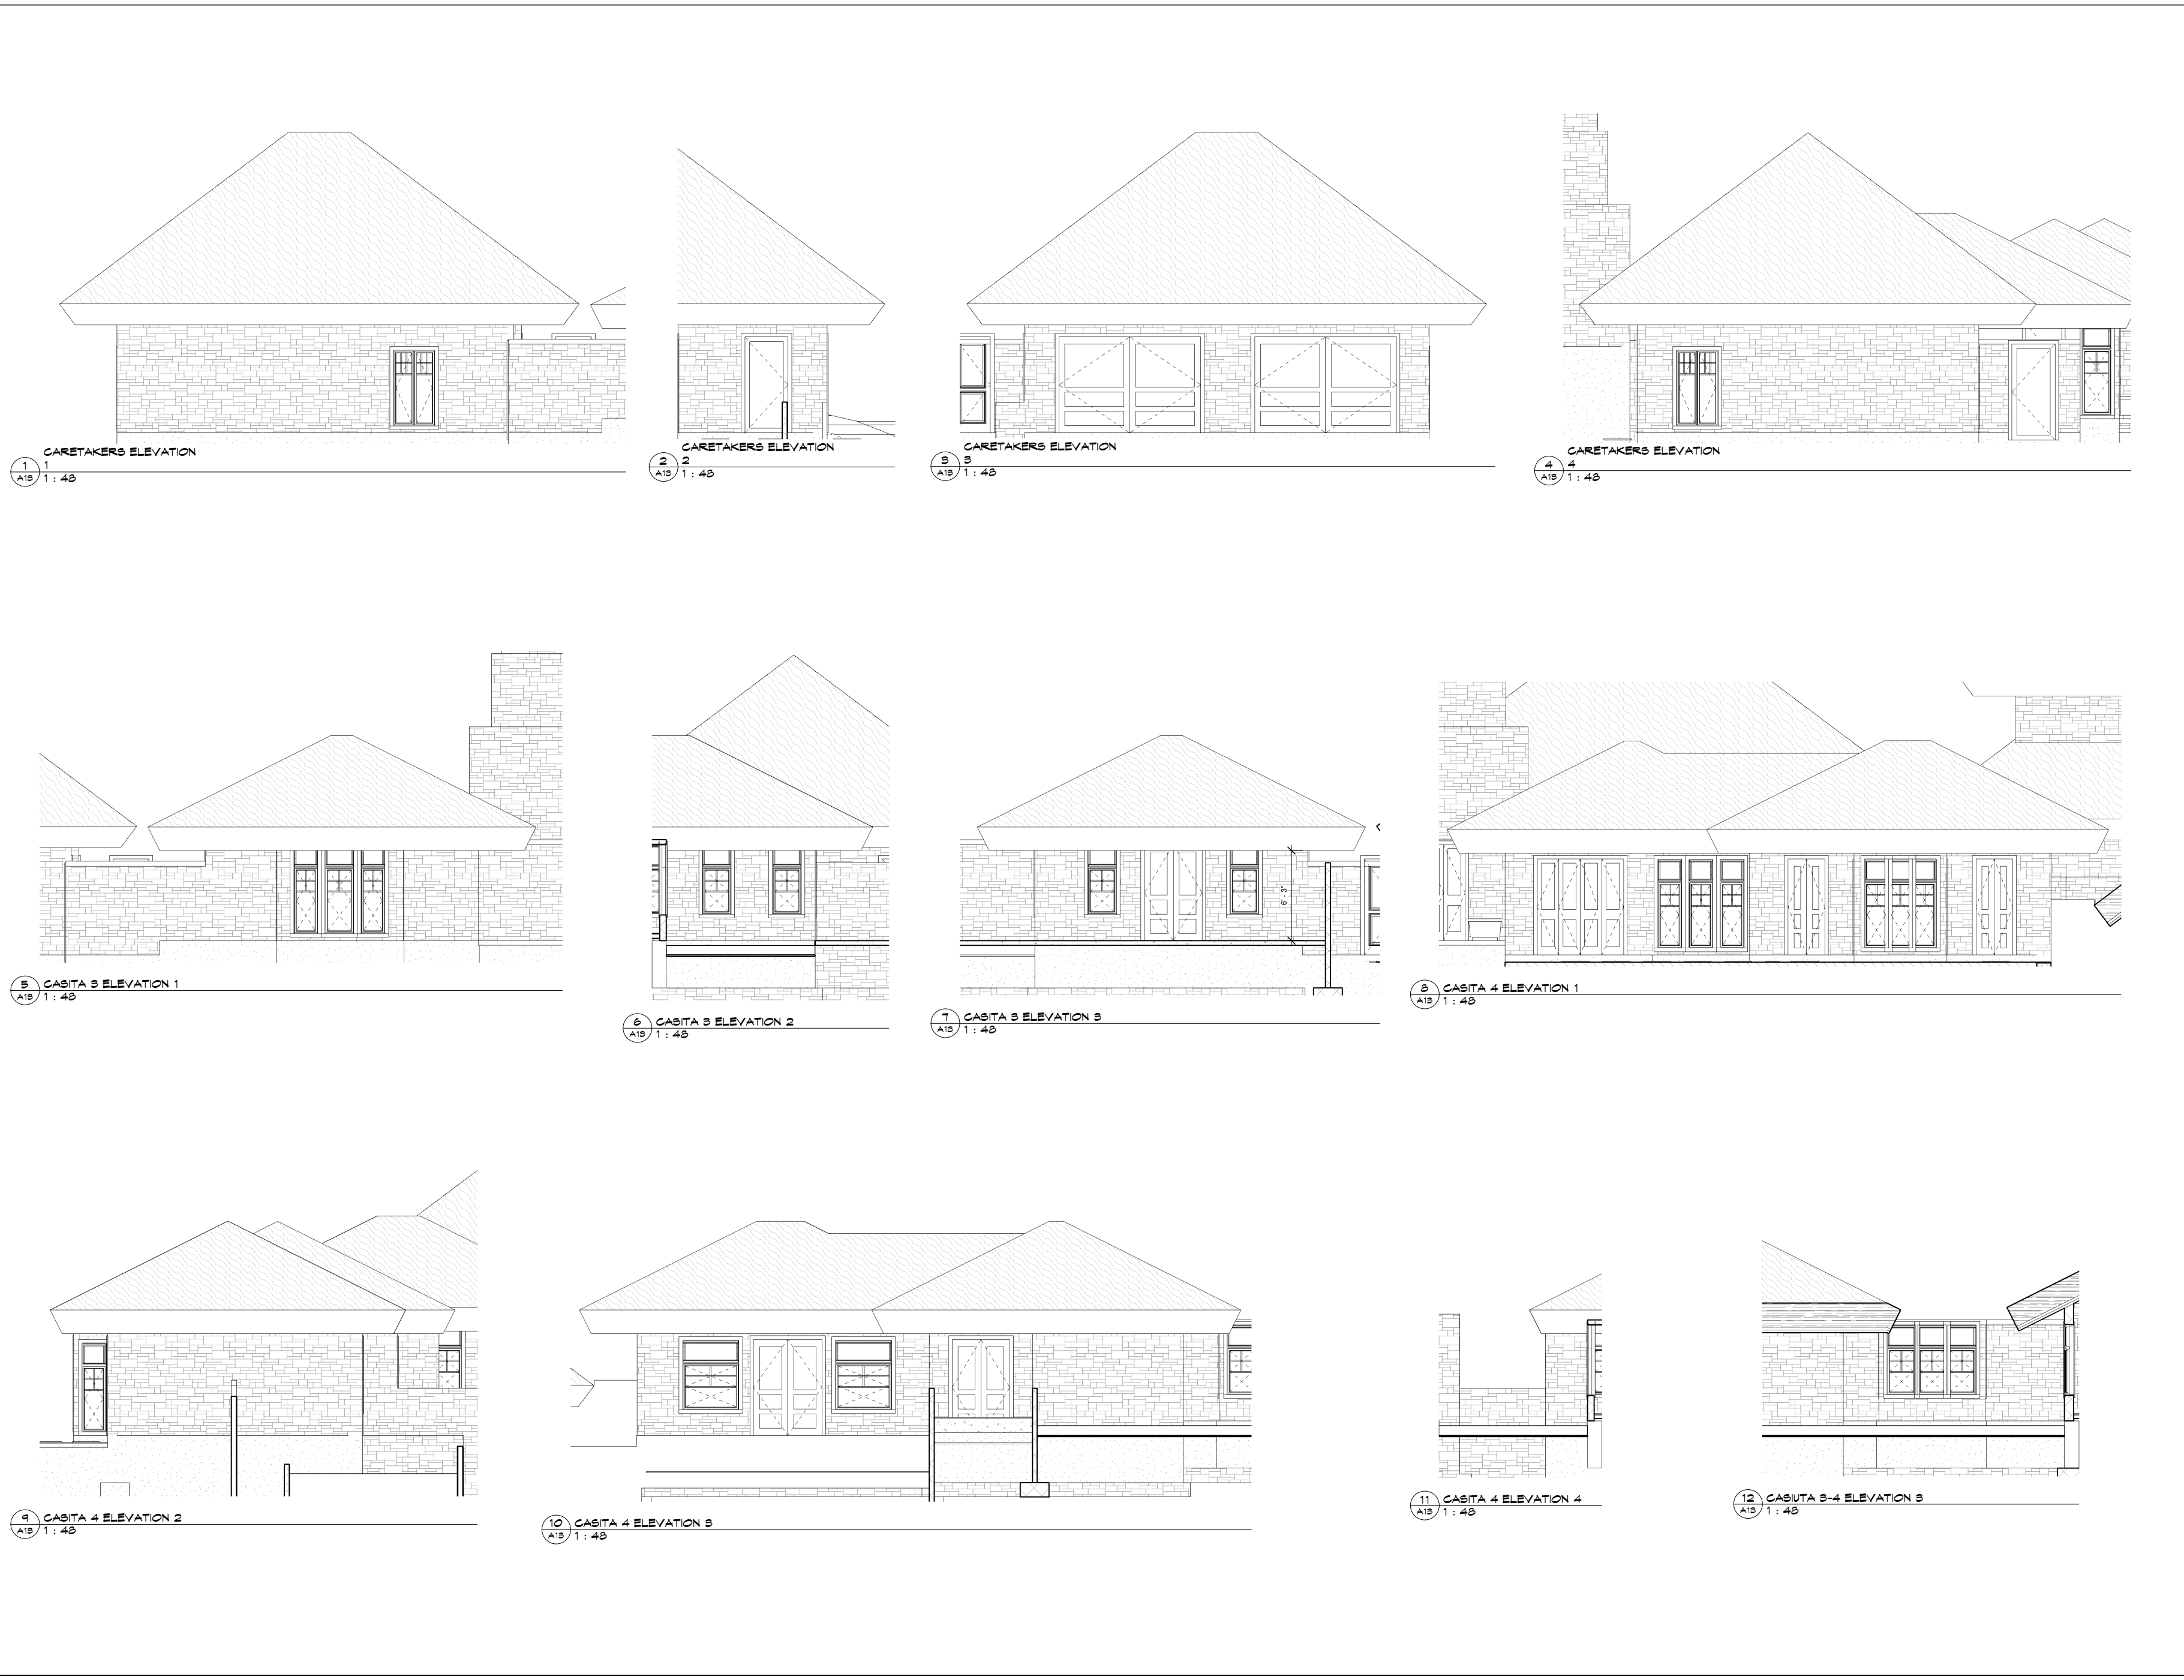 CARETAKERS ELEVATION
1 1
A13 1 : 48
CARETAKERS ELEVATION
2 2
A13 1 : 48
CARETAKERS ELEVATION
3 3
A13 1 : 48
CARETAKERS ELEVATION
4 4
A13 1 : 48
6' - 3"
5 CASITA 3 ELEVATION 1
A13 1 : 48
6 CASITA 3 ELEVATION 2
A13 1 : 48
7 CASITA 3 ELEVATION 3
A13 1 : 48
8 CASITA 4 ELEVATION 1
A13 1 : 48
9 CASITA 4 ELEVATION 2
A13 1 : 48
10 CASITA 4 ELEVATION 3
A13 1 : 48
11 CASITA 4 ELEVATION 4
A13 1 : 48
12 CASIUTA 3-4 ELEVATION 3
A13 1 : 48